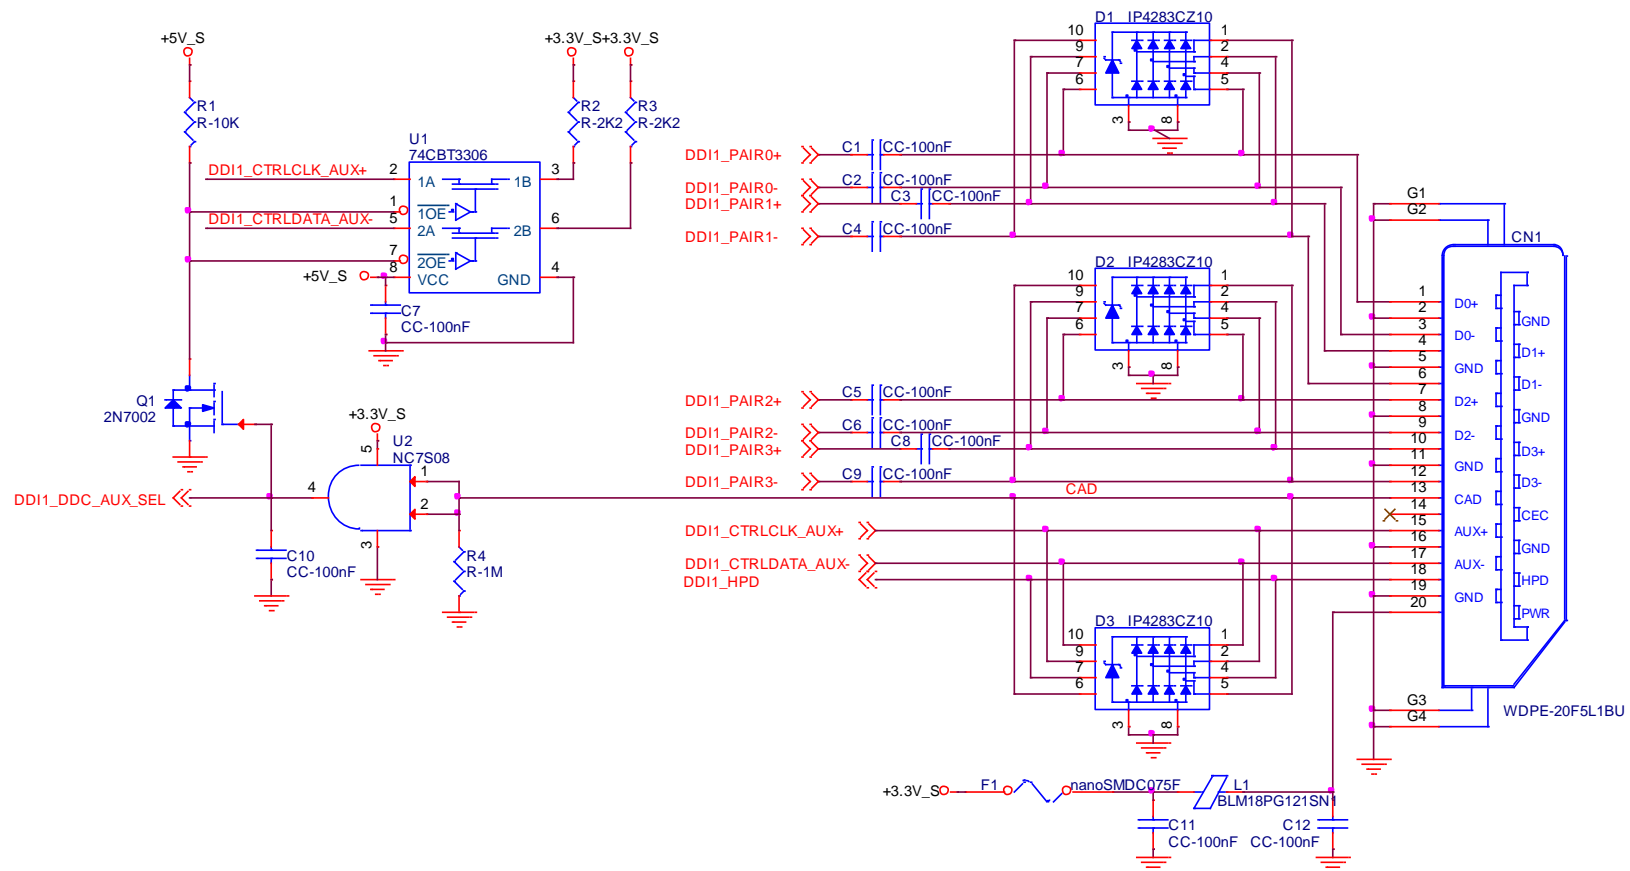 D1 IP4283CZ10
10 1
9 2
7 4
6 5
3 8
+5V_S
+3.3V_S+3.3V_S
R1
R-10K
R2
R-2K2
R3
R-2K2
U1
74CBT3306
DDI1_CTRLCLK_AUX+ 2 1A 1B 3
1 1OE
DDI1_CTRLDATA_AUX- 5 2A 2B 6
7 2OE
+5V_S 8 VCC GND 4
C7
CC-100nF
DDI1_PAIR0+ C1 CC-100nF
DDI1_PAIR0- C2 CC-100nF
DDI1_PAIR1+ C3 CC-100nF
DDI1_PAIR1- C4 CC-100nF
D2 IP4283CZ10
10 1
9 2
7 4
6 5
3 8
DDI1_PAIR2+ C5 CC-100nF
DDI1_PAIR2- C6 CC-100nF
DDI1_PAIR3+ C8 CC-100nF
DDI1_PAIR3- C9 CC-100nF
CAD
DDI1_CTRLCLK_AUX+
DDI1_CTRLDATA_AUX-
DDI1_HPD
Q1
2N7002
+3.3V_S
U2
NC7S08
5
1
2
4
3
DDI1_DDC_AUX_SEL
C10
CC-100nF
R4
R-1M
D3 IP4283CZ10
10 1
9 2
7 4
6 5
3 8
+3.3V_S F1 nanoSMDC075F L1
BLM18PG121SN1
C11
CC-100nF
C12
CC-100nF
G1
G2
CN1
1 D0+
2 GND
3 D0-
4 D1+
5 GND
6 D1-
7 D2+
8 GND
9 D2-
10 D3+
11 GND
12 D3-
13 CAD
14 CEC
15 AUX+
16 GND
17 AUX-
18 HPD
19 GND
20 PWR
G3
G4
WDPE-20F5L1BU